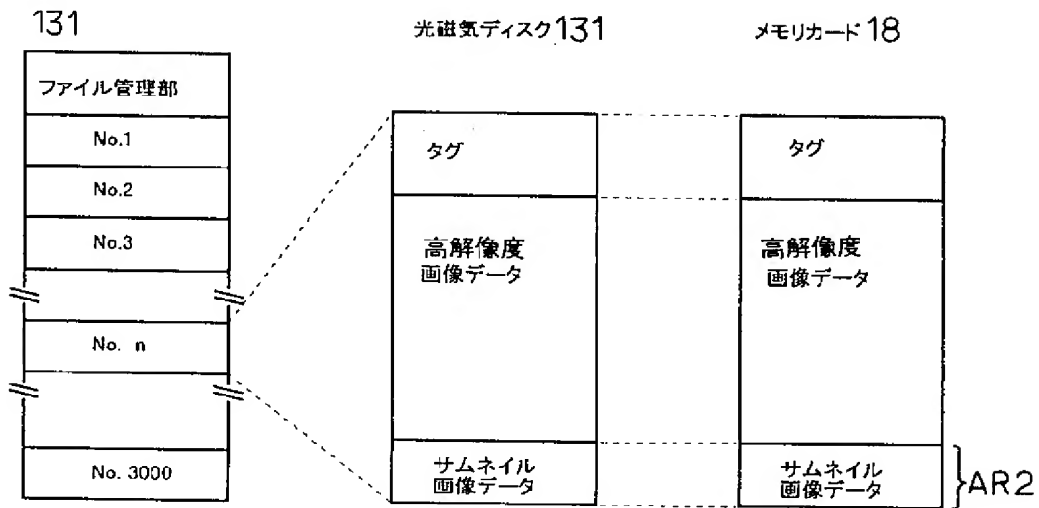 131
ファイル管理部
No.1
No.2
No.3
No. n
No. 3000
光磁気ディスク131
タグ
高解像度
画像データ
サムネイル
画像データ
メモリカード18
タグ
高解像度
画像データ
サムネイル
画像データ
AR2